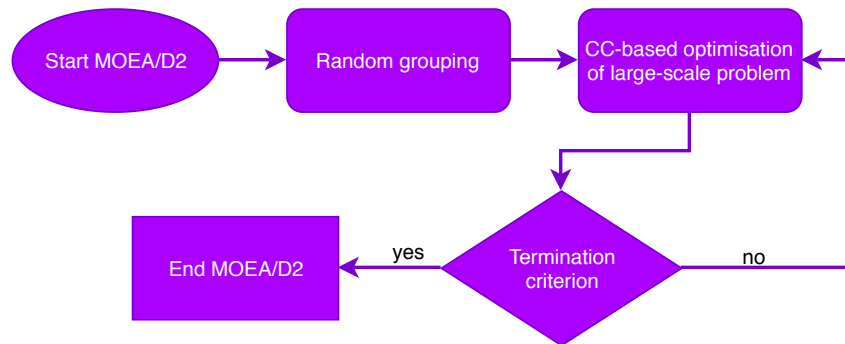 Start MOEA/D2
Random grouping
CC-based optimisation
of large-scale problem
Termination
criterion
yes
no
End MOEA/D2